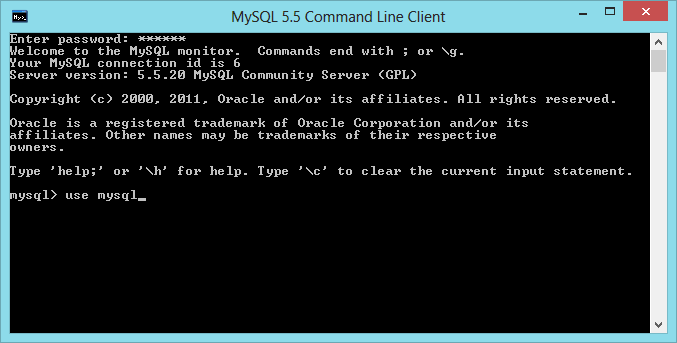 MySQL 5.5 Command Line Client
Enter password: ******
Welcome to the MySQL monitor.  Commands end with ; or \g.
Your MySQL connection id is 6
Server version: 5.5.20 MySQL Community Server (GPL)
Copyright (c) 2000, 2011, Oracle and/or its affiliates. All rights reserved.
Oracle is a registered trademark of Oracle Corporation and/or its
affiliates. Other names may be trademarks of their respective
owners.
Type 'help;' or '\h' for help. Type '\c' to clear the current input statement.
mysql> use mysql_